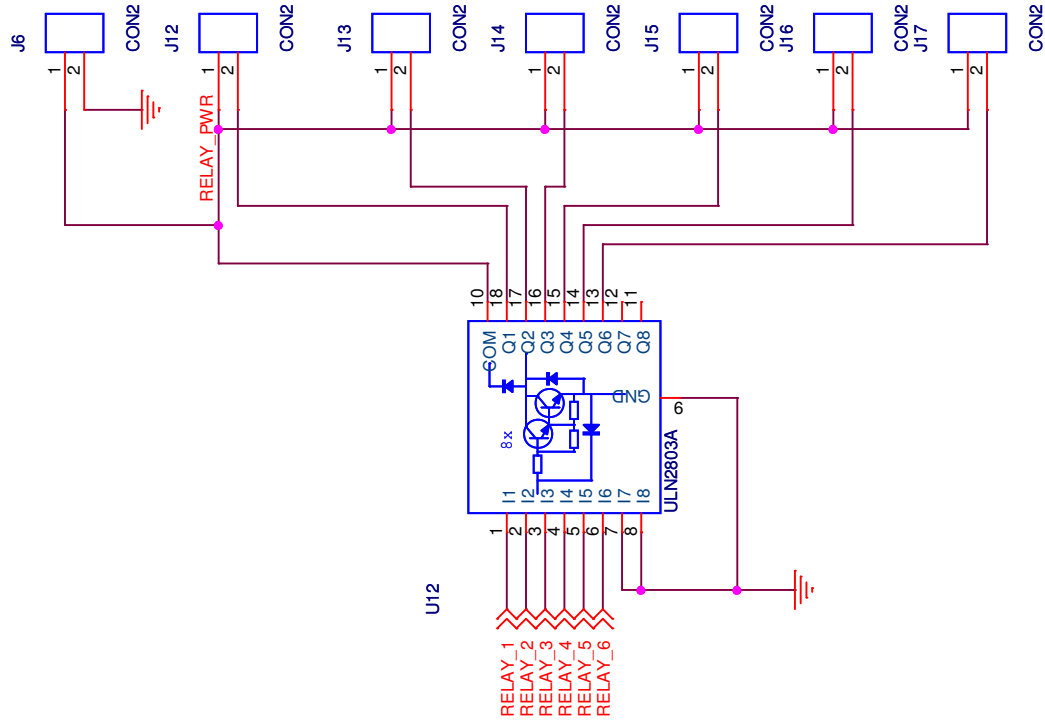 J6
CON2
J12
CON2
J13
CON2
J14
CON2
J15
CON2
J16
CON2
J17
CON2
1
2
1
2
1
2
1
2
1
2
1
2
1
2
RELAY_PWR
10
18
17
16
15
14
13
12
11
COM
Q1
Q2
Q3
Q4
Q5
Q6
Q7
Q8
GND
6
8x
ULN2803A
I1
I2
I3
I4
I5
I6
I7
I8
1
2
3
4
5
6
7
8
U12
RELAY_1
RELAY_2
RELAY_3
RELAY_4
RELAY_5
RELAY_6